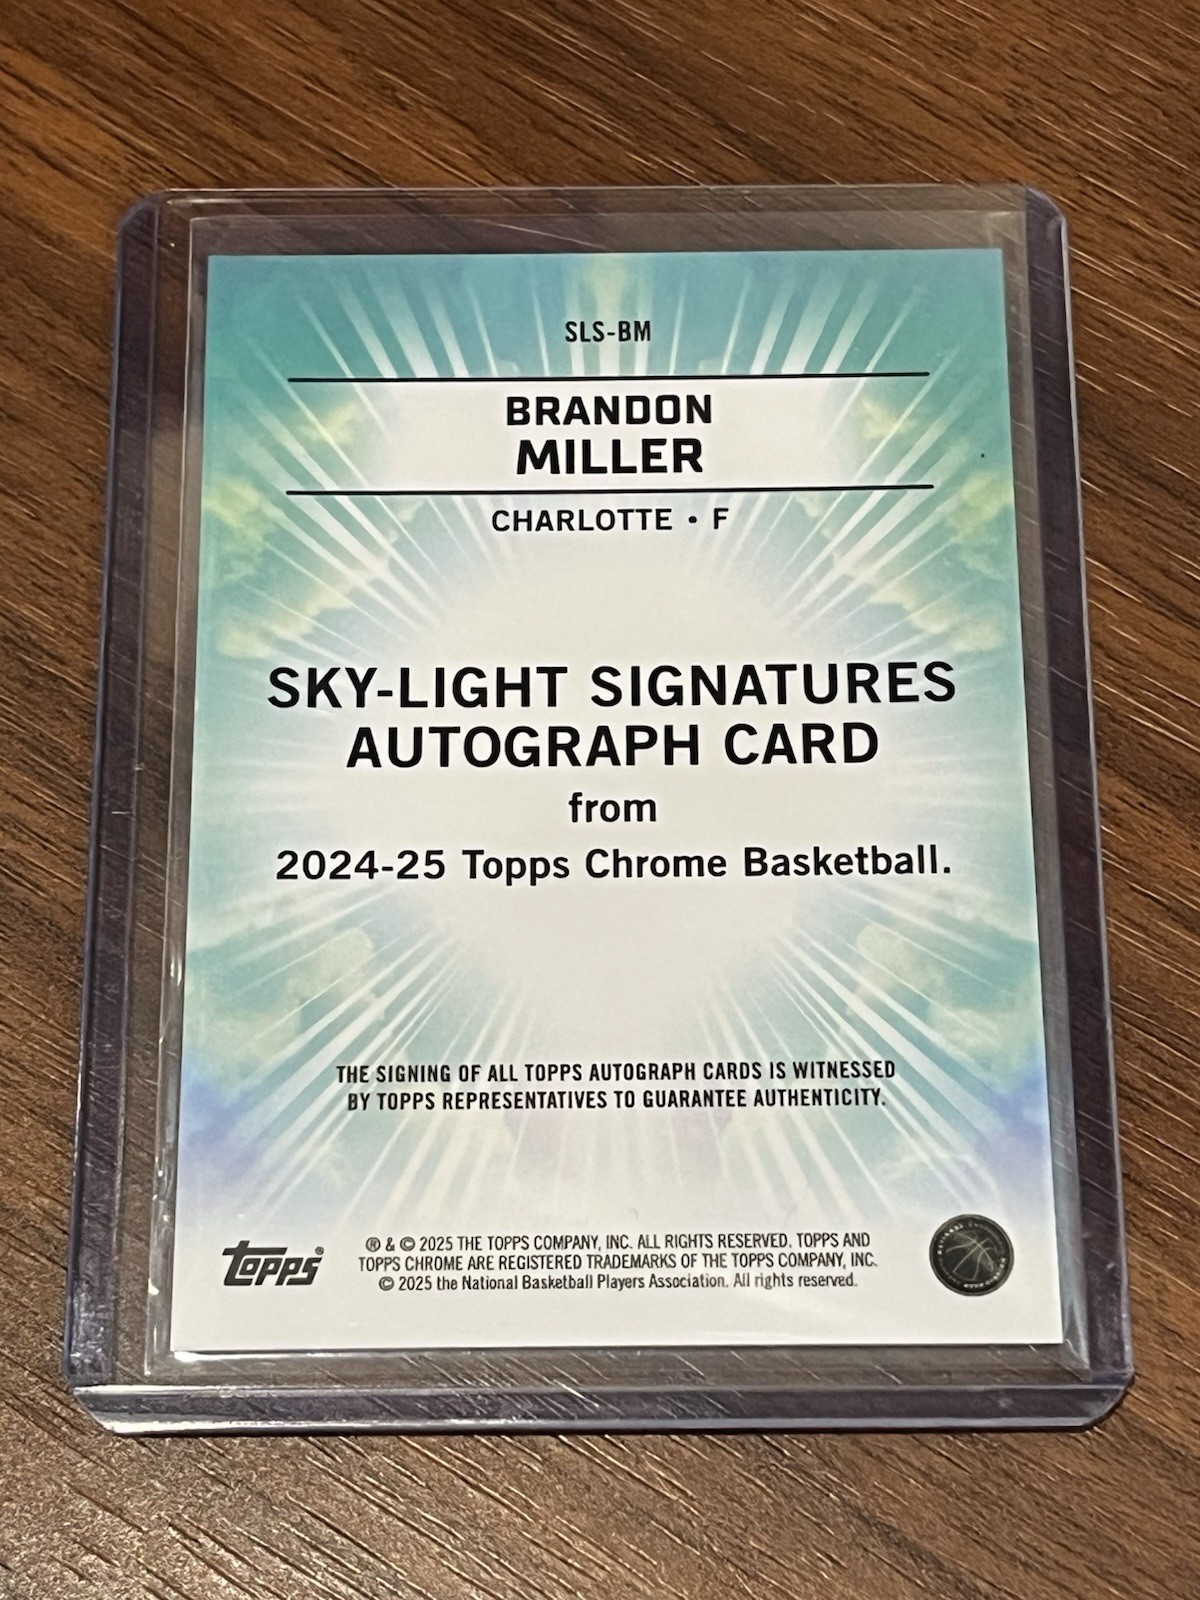 SLS-BM
BRANDON
MILLER
CHARLOTTE • F
SKY-LIGHT SIGNATURES
AUTOGRAPH CARD
from
2024-25 Topps Chrome Basketball.
THE SIGNING OF ALL TOPPS AUTOGRAPH CARDS IS WITNESSED
BY TOPPS REPRESENTATIVES TO GUARANTEE AUTHENTICITY.
topps®
® & © 2025 THE TOPPS COMPANY, INC. ALL RIGHTS RESERVED. TOPPS AND
TOPPS CHROME ARE REGISTERED TRADEMARKS OF THE TOPPS COMPANY, INC.
© 2025 the National Basketball Players Association. All rights reserved.